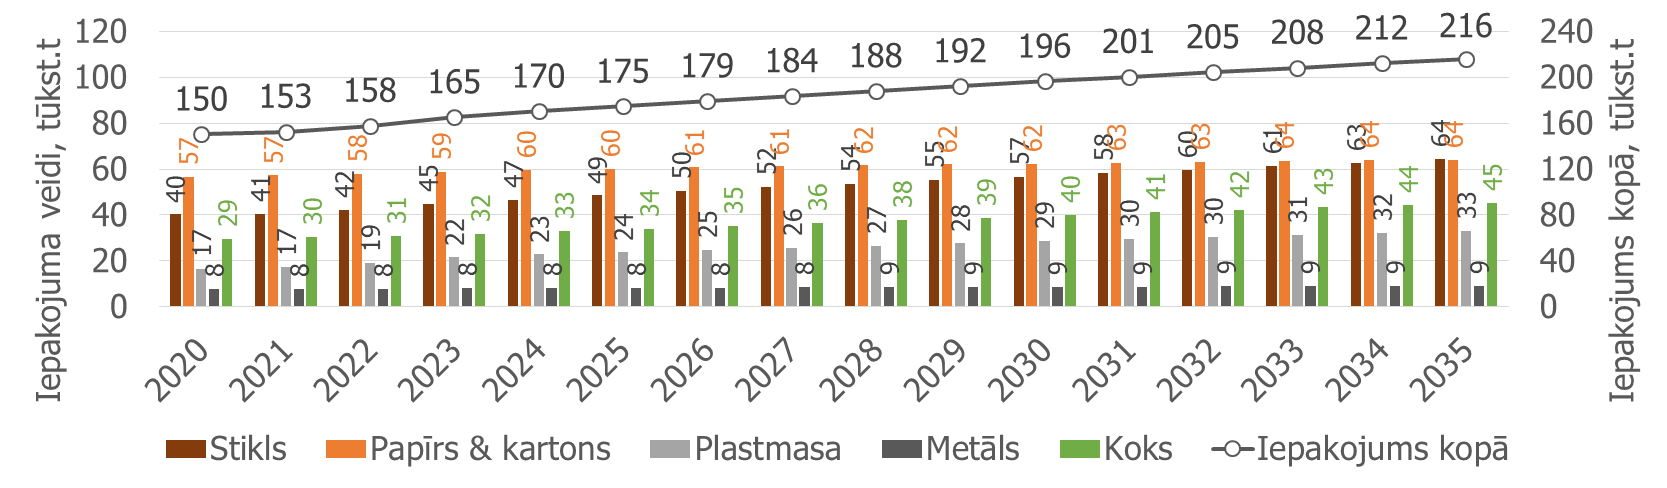 Iepakojuma veidi, tūkst.t
120
100
80
60
40
20
0
150 153 158 165 170 175 179 184 188 192 196 201 205 208 212 216
40 57 17 8 29
41 57 17 8 30
42 58 19 8 31
45 59 22 8 32
47 60 23 8 33
49 60 24 8 34
50 61 25 8 35
52 61 26 8 36
54 62 27 9 38
55 62 28 9 39
57 62 29 9 40
58 63 30 9 41
60 63 30 9 42
61 64 31 9 43
63 64 32 9 44
64 64 33 9 45
240
200
160
120
80
40
0
Iepakojums kopā, tūkst.t
2020 2021 2022 2023 2024 2025 2026 2027 2028 2029 2030 2031 2032 2033 2034 2035
Stikls Papīrs & kartons Plastmasa Metāls Koks Iepakojums kopā